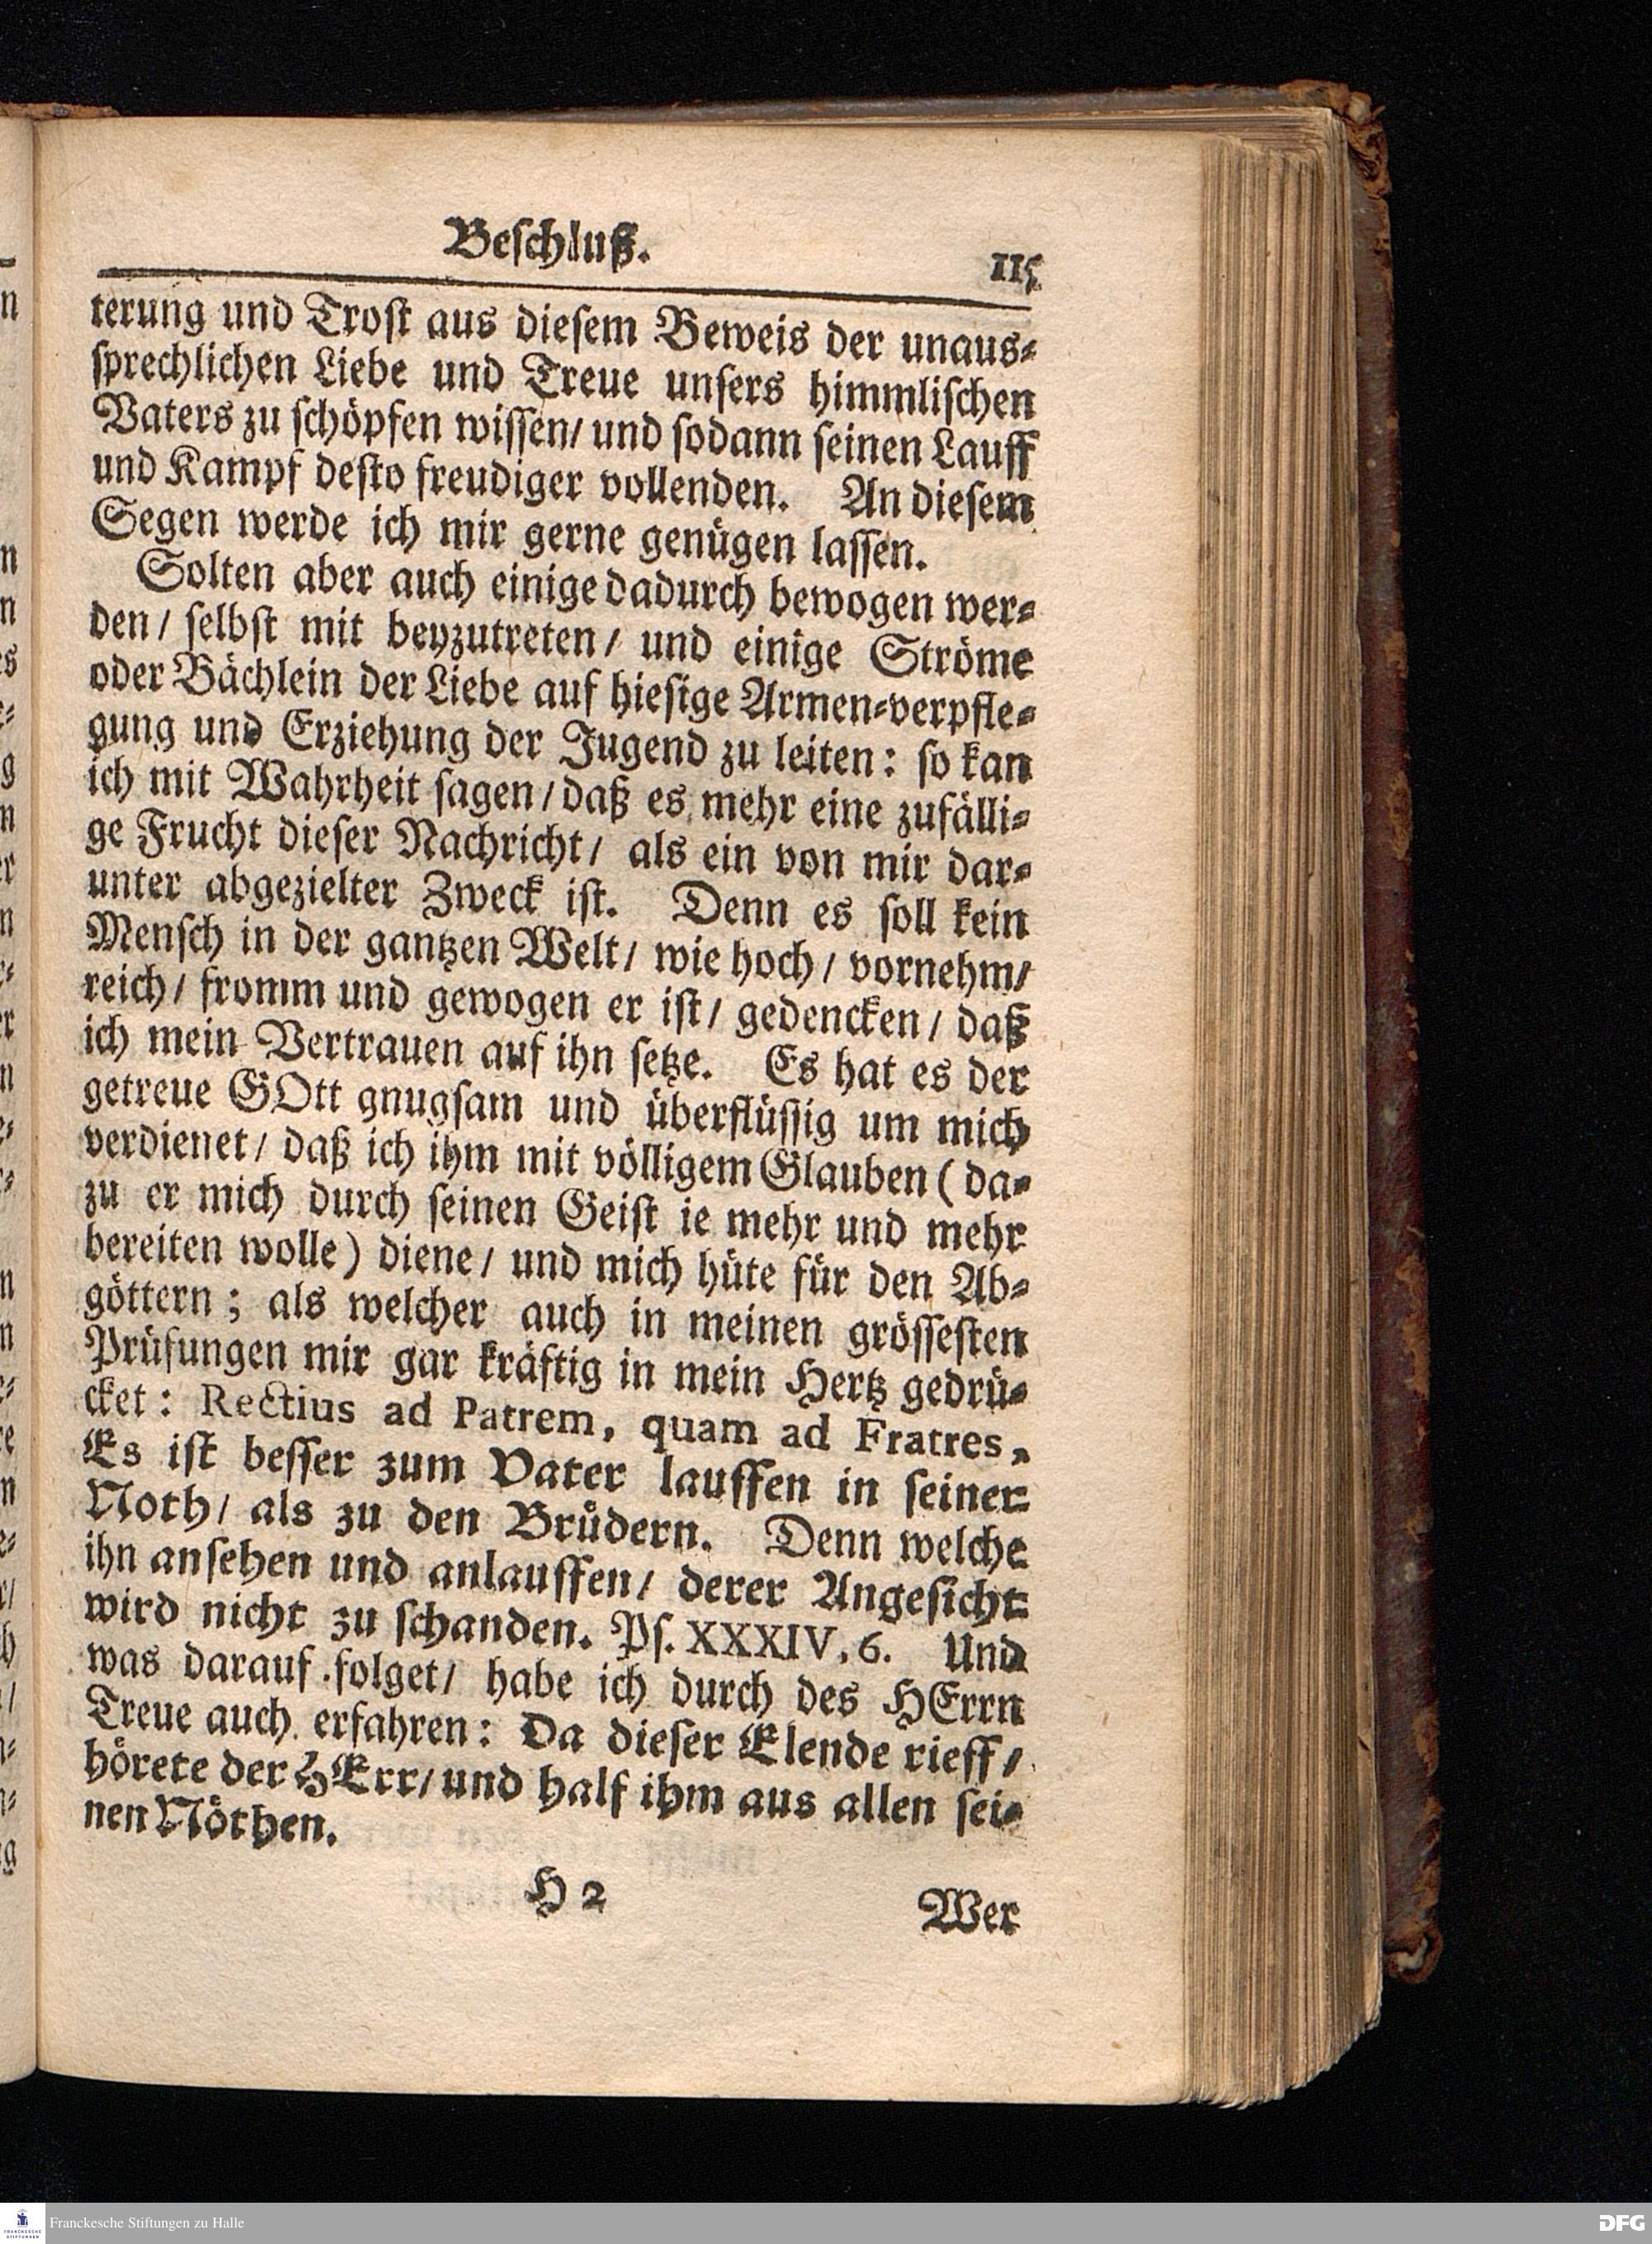 Beschluß.
115
terung und Trost aus diesem Beweis der unaus-
sprechlichen Liebe und Treue unsers himmlischen
Vaters zu schöpfen wissen/ und sodann seinen Lauff
und Kampf desto freudiger vollenden. An diesem
Segen werde ich mir gerne genügen lassen.
Solten aber auch einige dadurch bewogen wer-
den/ selbst mit beyzutreten/ und einige Ströme
oder Bächlein der Liebe auf hiesige Armen-verpfle-
gung und Erziehung der Jugend zu leiten: so kan
ich mit Wahrheit sagen/ daß es mehr eine zufälli-
ge Frucht dieser Nachricht/ als ein von mir dar-
unter abgezielter Zweck ist. Denn es soll kein
Mensch in der gantzen Welt/ wie hoch/ vornehm/
reich/ fromm und gewogen er ist/ gedencken/ daß
ich mein Vertrauen auf ihn setze. Es hat es der
getreue GOtt gnugsam und überflüssig um mich
verdienet/ daß ich ihm mit völligem Glauben (da-
zu er mich durch seinen Geist ie mehr und mehr
bereiten wolle) diene/ und mich hüte für den Ab-
göttern; als welcher auch in meinen grössesten
Prüfungen mir gar kräftig in mein Hertz gedrü-
cket: Rectius ad Patrem, quam ad Fratres,
Es ist besser zum Vater lauffen in seiner
Noth/ als zu den Brüdern. Denn welche
ihn ansehen und anlauffen/ derer Angesicht
wird nicht zu schanden. Ps. XXXIV, 6. Und
was darauf folget/ habe ich durch des HErrn
Treue auch erfahren: Da dieser Elende rieff/
hörete der HErr/ und half ihm aus allen sei-
nen Nöthen.
H 2
Wer
Franckesche Stiftungen zu Halle
DFG